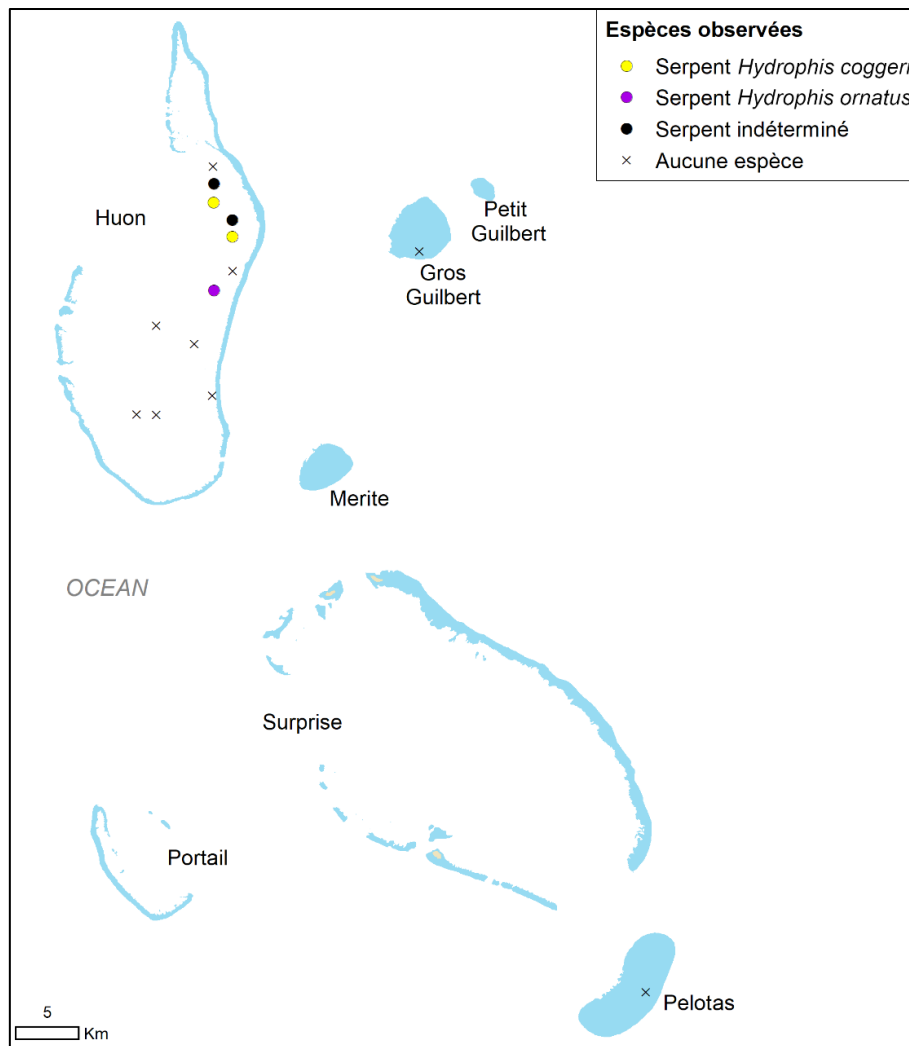 Espèces observées
Serpent Hydrophis coggeri
Serpent Hydrophis ornatus
Serpent indéterminé
Aucune espèce
Huon
Petit
Guilbert
Gros
Guilbert
Merite
OCEAN
Surprise
Portail
Pelotas
5
Km